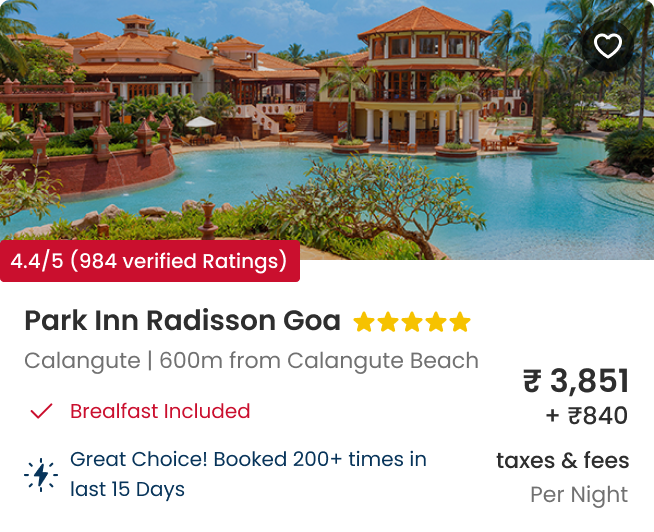 4.4/5 (984 verified Ratings)
Park Inn Radisson Goa
Calangute | 600m from Calangute Beach
₹ 3,851
+ ₹840
Brealfast Included
Great Choice! Booked 200+ times in
last 15 Days
taxes & fees
Per Night